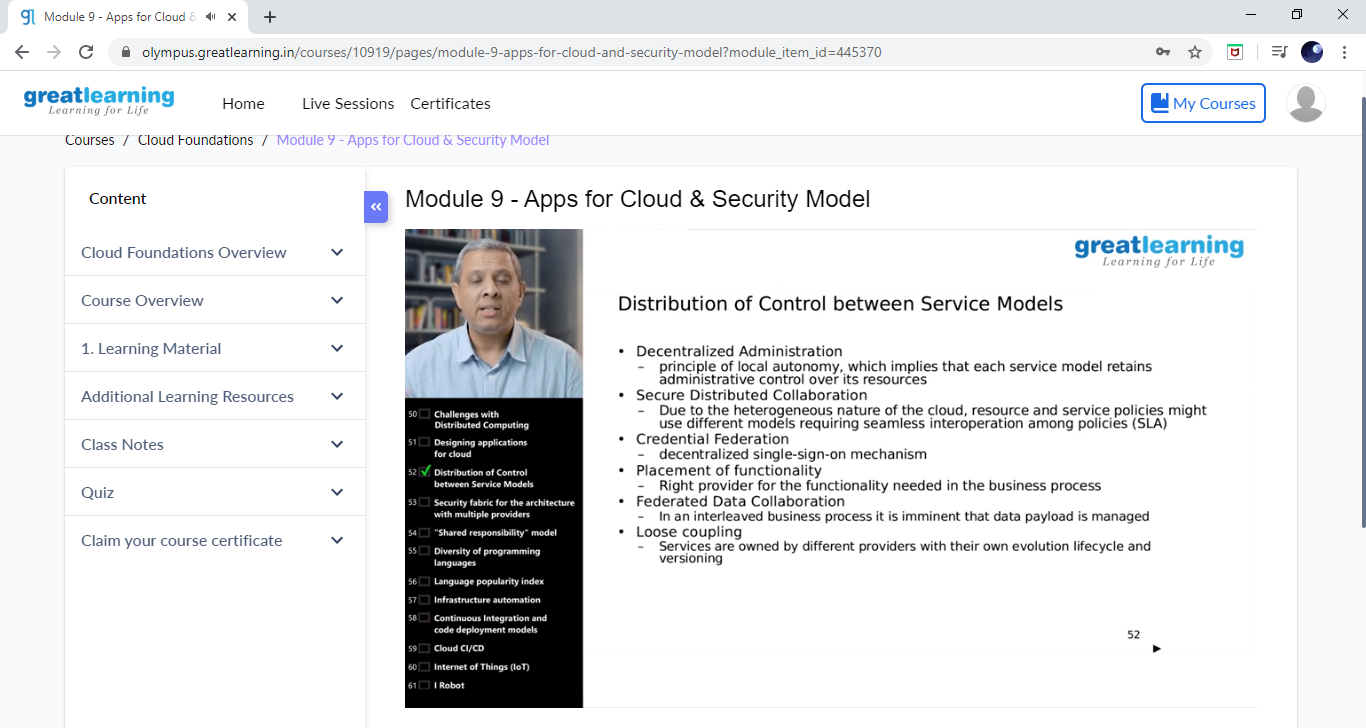 Module 9 - Apps for Cloud &
olympus.greatlearning.in/courses/10919/pages/module-9-apps-for-cloud-and-security-model?module_item_id=445370
greatlearning
Learning for Life
Home
Live Sessions
Certificates
My Courses
Courses / Cloud Foundations / Module 9 - Apps for Cloud & Security Model
Content
Cloud Foundations Overview
Course Overview
1. Learning Material
Additional Learning Resources
Class Notes
Quiz
Claim your course certificate
Module 9 - Apps for Cloud & Security Model
50 Challenges with
Distributed Computing
51 Designing applications
for cloud
52 Distribution of Control
between Service Models
53 Security fabric for the architecture
with multiple providers
54 "Shared responsibility" model
55 Diversity of programming
languages
56 Language popularity index
57 Infrastructure automation
58 Continuous Integration and
code deployment models
59 Cloud CI/CD
60 Internet of Things (IoT)
61 I Robot
greatlearning
Learning for Life
Distribution of Control between Service Models
• Decentralized Administration
– principle of local autonomy, which implies that each service model retains
administrative control over its resources
• Secure Distributed Collaboration
– Due to the heterogeneous nature of the cloud, resource and service policies might
use different models requiring seamless interoperation among policies (SLA)
• Credential Federation
– decentralized single-sign-on mechanism
• Placement of functionality
– Right provider for the functionality needed in the business process
• Federated Data Collaboration
– In an interleaved business process it is imminent that data payload is managed
• Loose coupling
– Services are owned by different providers with their own evolution lifecycle and
versioning
52